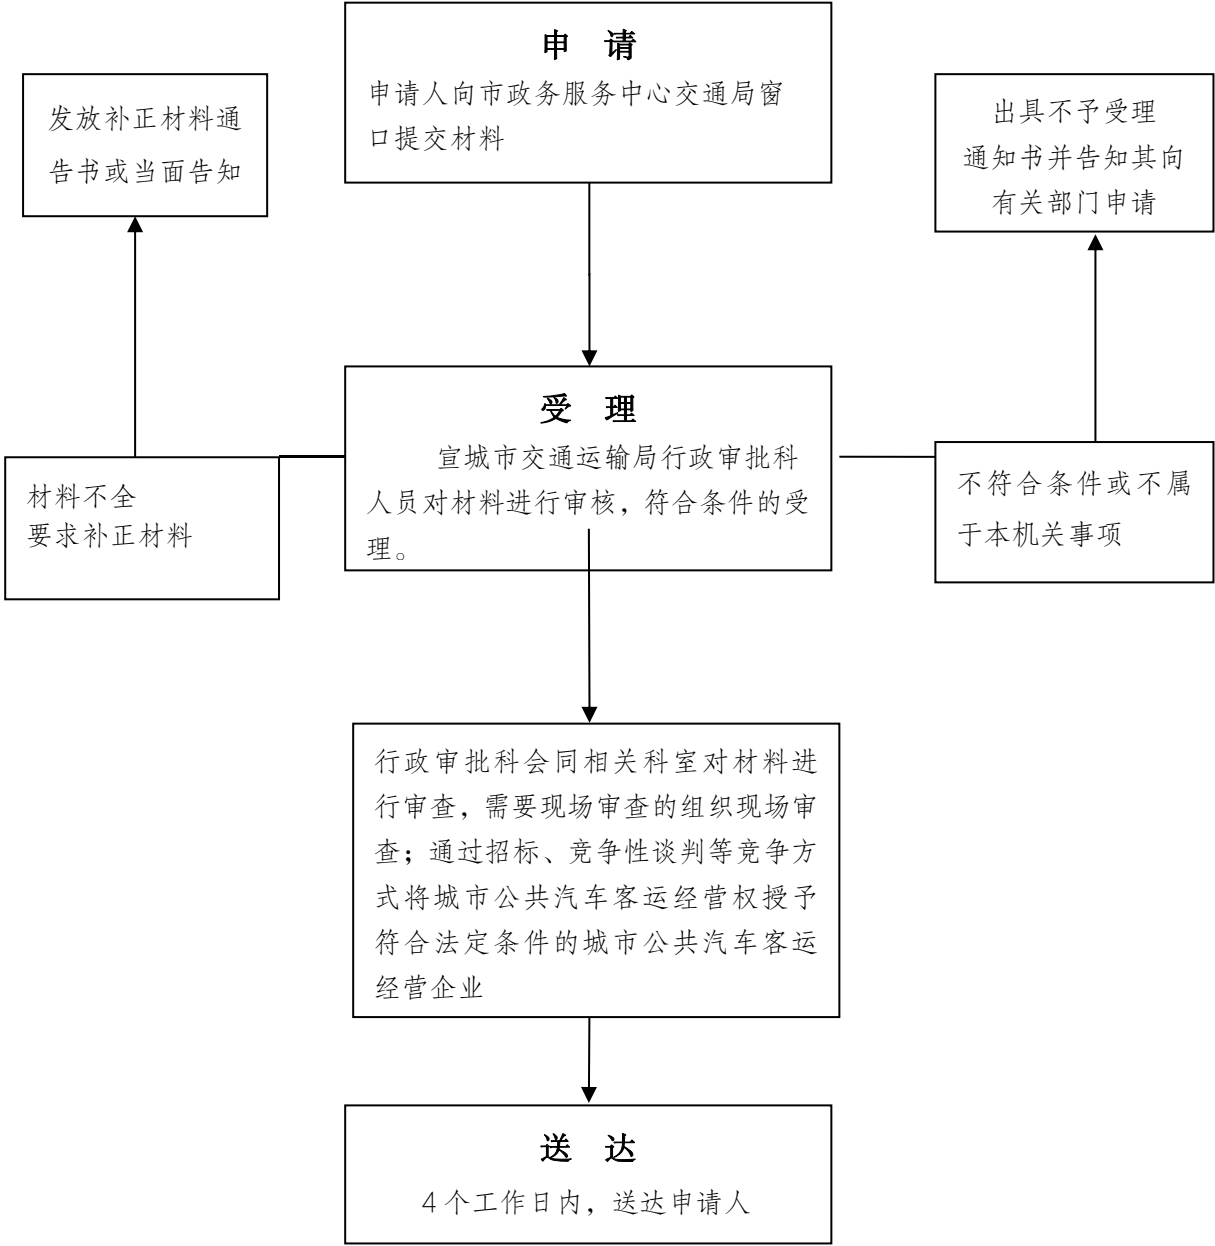 申 请
申请人向市政务服务中心交通局窗
口提交材料
发放补正材料通
告书或当面告知
出具不予受理
通知书并告知其向
有关部门申请
受 理
宣城市交通运输局行政审批科
人员对材料进行审核，符合条件的受
理。
材料不全
要求补正材料
不符合条件或不属
于本机关事项
行政审批科会同相关科室对材料进
行审查，需要现场审查的组织现场审
查；通过招标、竞争性谈判等竞争方
式将城市公共汽车客运经营权授予
符合法定条件的城市公共汽车客运
经营企业
送 达
4个工作日内，送达申请人